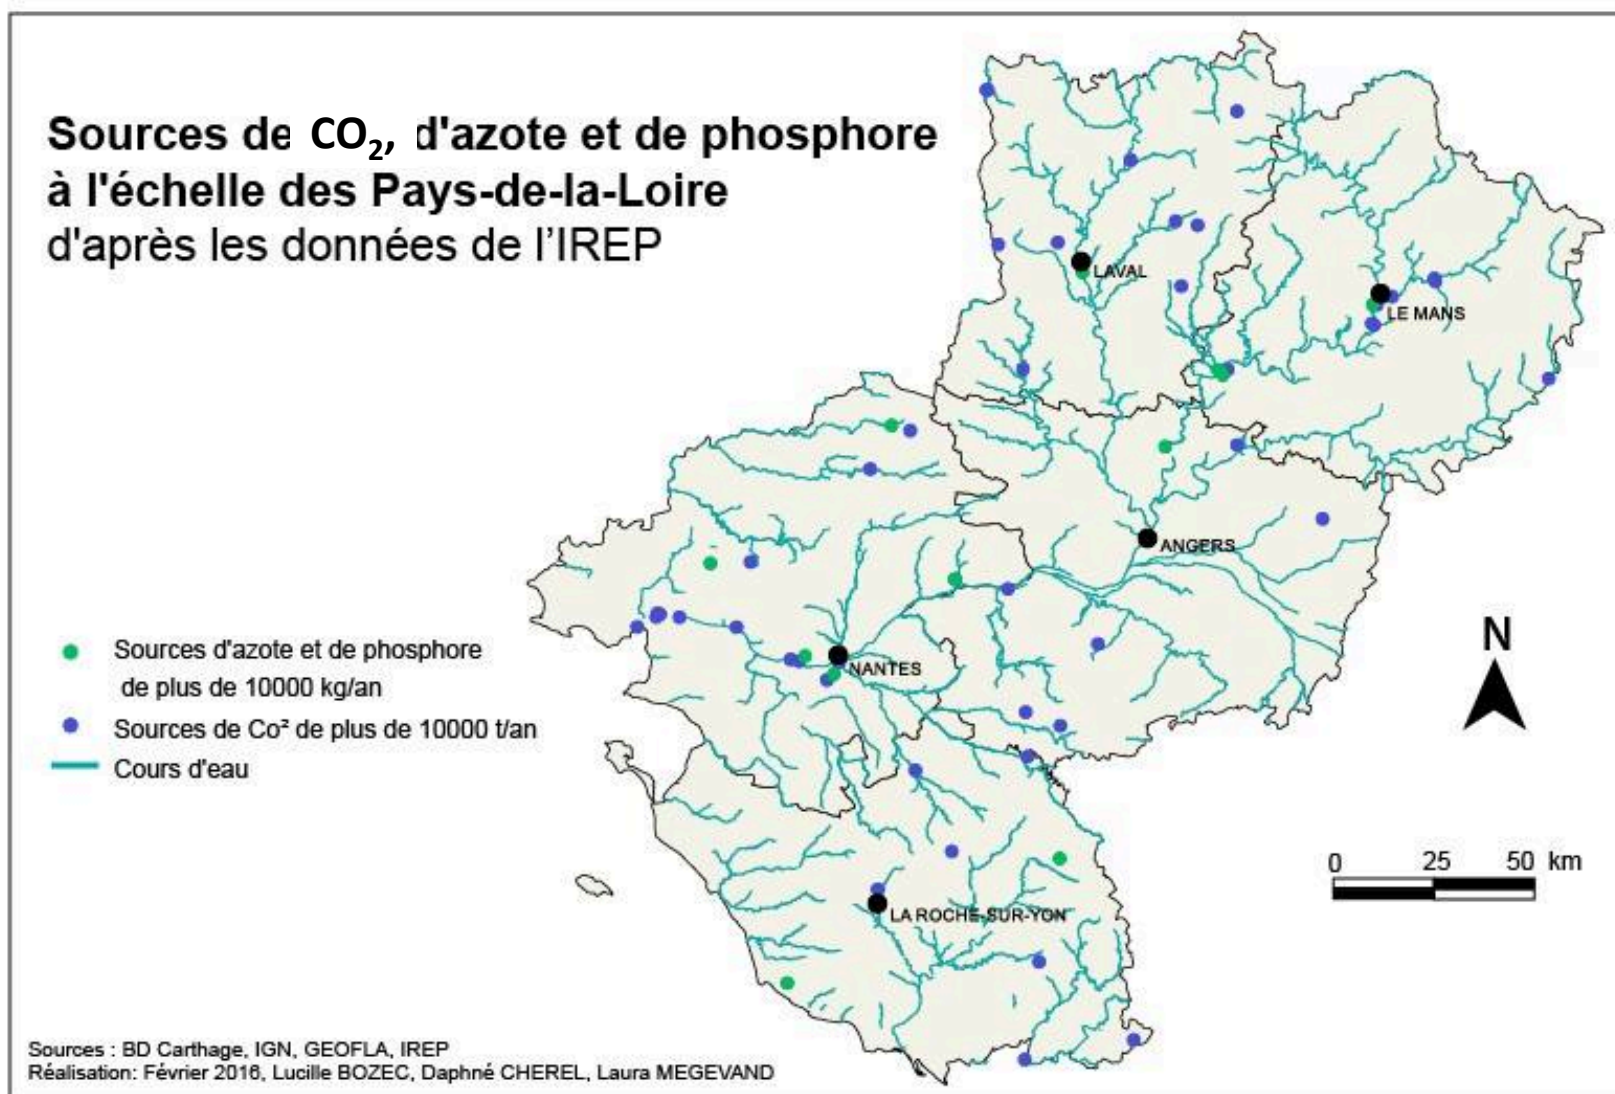 Sources de CO₂, d'azote et de phosphore
à l'échelle des Pays-de-la-Loire
d'après les données de l'IREP
LAVAL
LE MANS
ANGERS
NANTES
LA ROCHE-SUR-YON
Sources d'azote et de phosphore
de plus de 10000 kg/an
Sources de Co² de plus de 10000 t/an
Cours d'eau
N
0 25 50 km
Sources : BD Carthage, IGN, GEOFLA, IREP
Réalisation: Février 2016, Lucille BOZEC, Daphné CHEREL, Laura MEGEVAND